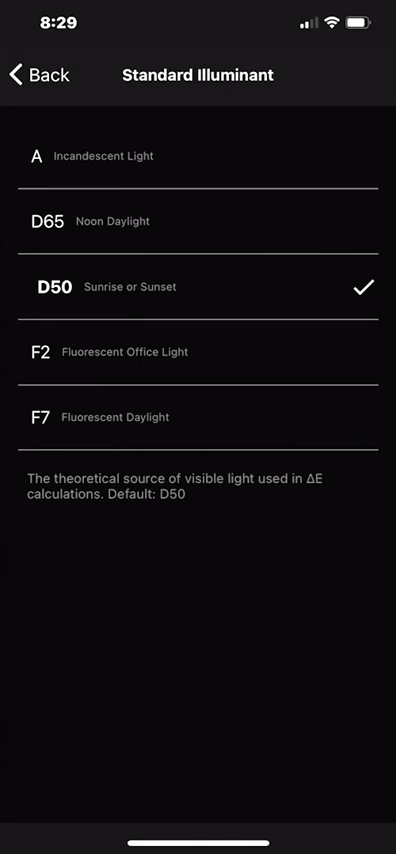 8:29
Back
Standard Illuminant
A Incandescent Light
D65 Noon Daylight
D50 Sunrise or Sunset
F2 Fluorescent Office Light
F7 Fluorescent Daylight
The theoretical source of visible light used in ΔE
calculations. Default: D50